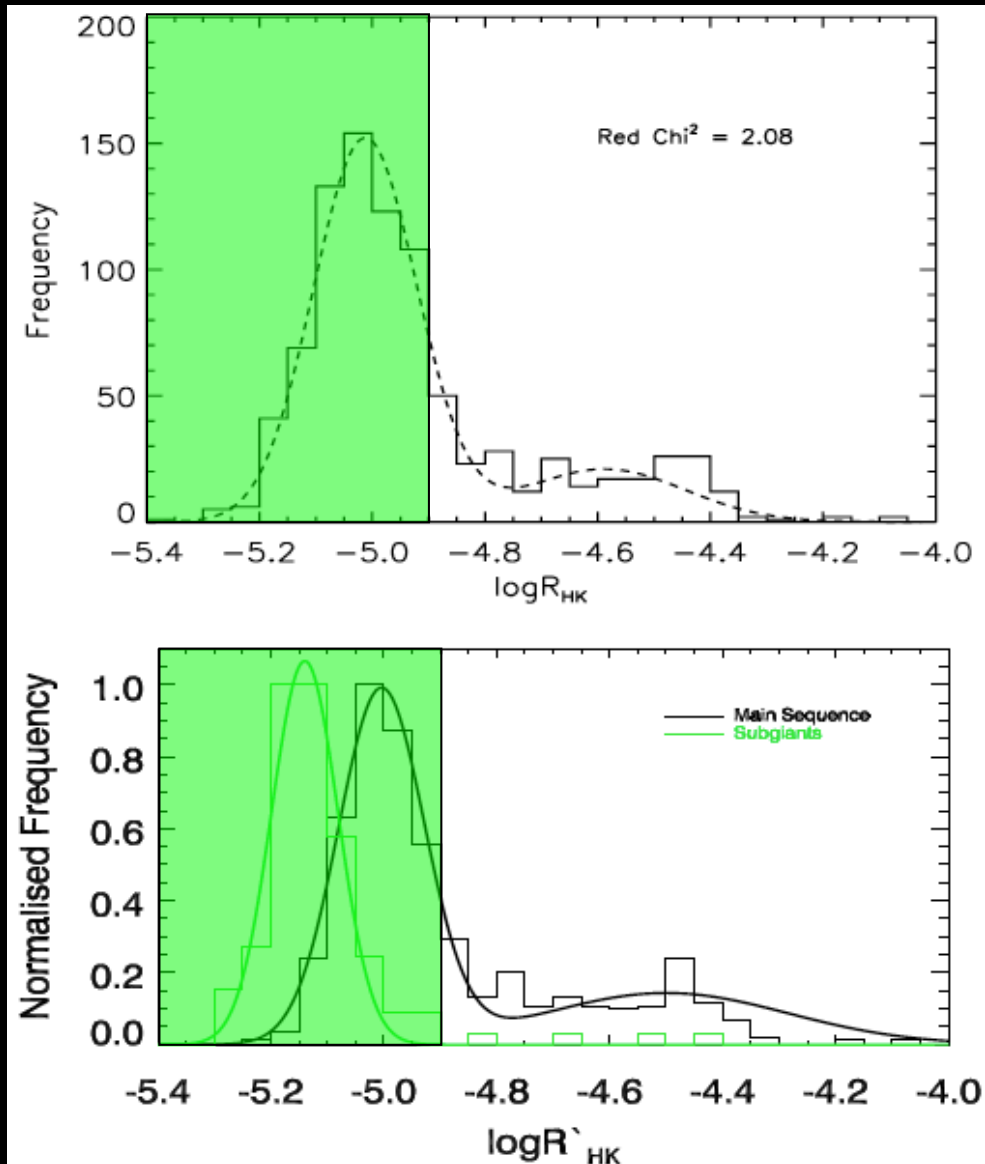 200
150
100
50
0
Frequency
Red Chi² = 2.08
−5.4 −5.2 −5.0 −4.8 −4.6 −4.4 −4.2 −4.0
logR_HK
1.0
0.8
0.6
0.4
0.2
0.0
Normalised Frequency
Main Sequence
Subgiants
-5.4 -5.2 -5.0 -4.8 -4.6 -4.4 -4.2 -4.0
logR`_HK